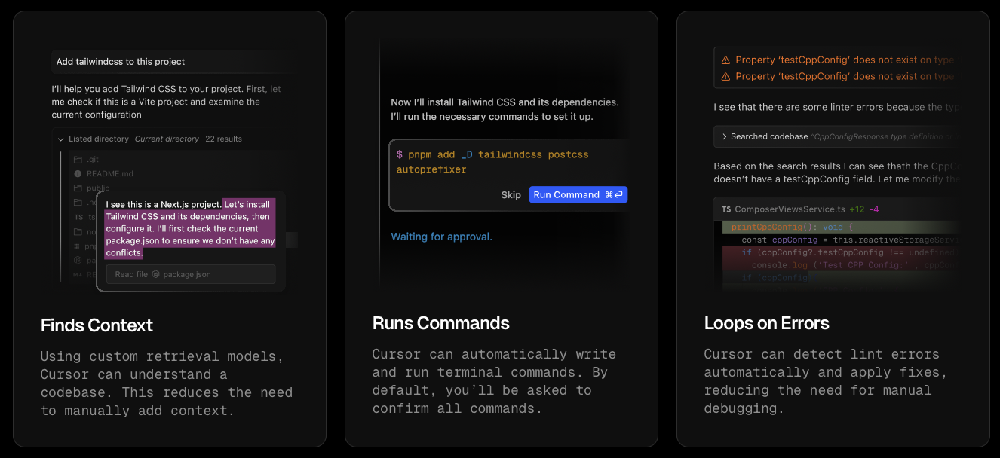 Add tailwindcss to this project
I'll help you add Tailwind CSS to your project. First, let
me check if this is a Vite project and examine the
current configuration
Listed directory Current directory 22 results
.git
README.md
public
.ne
TS ts
no
pnp
pa
RE
I see this is a Next.js project. Let's install
Tailwind CSS and its dependencies, then
configure it. I'll first check the current
package.json to ensure we don't have any
conflicts.
Read file package.json
Finds Context
Using custom retrieval models,
Cursor can understand a
codebase. This reduces the need
to manually add context.
Now I'll install Tailwind CSS and its dependencies.
I'll run the necessary commands to set it up.
$ pnpm add _D tailwindcss postcss
autoprefixer
Skip Run Command ⌘⏎
Waiting for approval.
Runs Commands
Cursor can automatically write
and run terminal commands. By
default, you'll be asked to
confirm all commands.
Property ‘testCppConfig’ does not exist on type
Property ‘testCppConfig’ does not exist on type ‘
I see that there are some linter errors because the typ
Searched codebase “CppConfigResponse type definition or
Based on the search results I can see thath the CppC
doesn't have a testCppConfig field. Let me modify the
TS ComposerViewsService.ts +12 -4
printCppConfig(): void {
const cppConfig = this.reactiveStorageServ
if (cppConfig?.testCppConfig !== undefined
console.log ('Test CPP Config:' , cppCon
if (cppConfig
Loops on Errors
Cursor can detect lint errors
automatically and apply fixes,
reducing the need for manual
debugging.